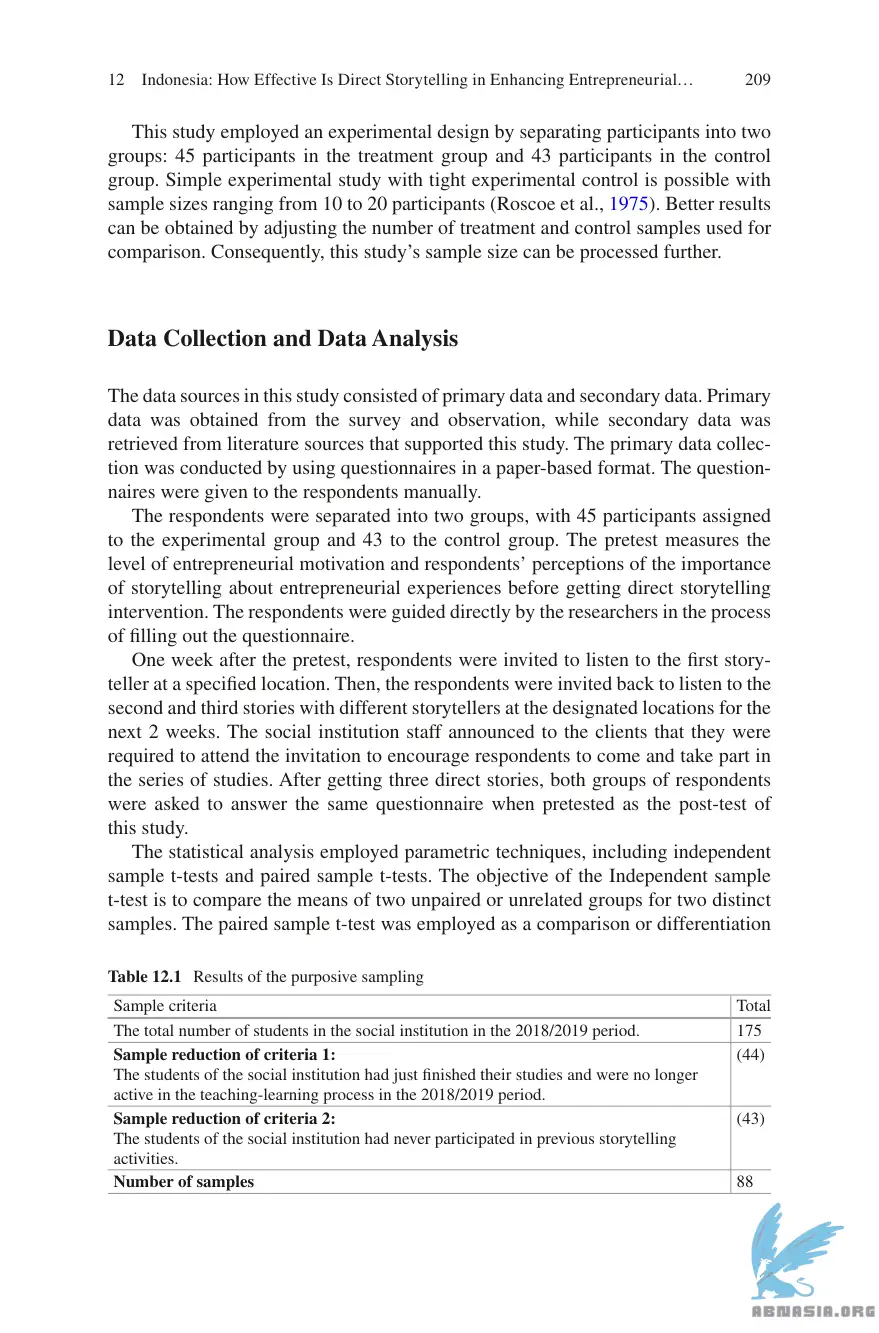 12 Indonesia: How Effective Is Direct Storytelling in Enhancing Entrepreneurial… 209
This study employed an experimental design by separating participants into two
groups: 45 participants in the treatment group and 43 participants in the control
group. Simple experimental study with tight experimental control is possible with
sample sizes ranging from 10 to 20 participants (Roscoe et al., 1975). Better results
can be obtained by adjusting the number of treatment and control samples used for
comparison. Consequently, this study's sample size can be processed further.
Data Collection and Data Analysis
The data sources in this study consisted of primary data and secondary data. Primary
data was obtained from the survey and observation, while secondary data was
retrieved from literature sources that supported this study. The primary data collec-
tion was conducted by using questionnaires in a paper-based format. The question-
naires were given to the respondents manually.
The respondents were separated into two groups, with 45 participants assigned
to the experimental group and 43 to the control group. The pretest measures the
level of entrepreneurial motivation and respondents' perceptions of the importance
of storytelling about entrepreneurial experiences before getting direct storytelling
intervention. The respondents were guided directly by the researchers in the process
of filling out the questionnaire.
One week after the pretest, respondents were invited to listen to the first story-
teller at a specified location. Then, the respondents were invited back to listen to the
second and third stories with different storytellers at the designated locations for the
next 2 weeks. The social institution staff announced to the clients that they were
required to attend the invitation to encourage respondents to come and take part in
the series of studies. After getting three direct stories, both groups of respondents
were asked to answer the same questionnaire when pretested as the post-test of
this study.
The statistical analysis employed parametric techniques, including independent
sample t-tests and paired sample t-tests. The objective of the Independent sample
t-test is to compare the means of two unpaired or unrelated groups for two distinct
samples. The paired sample t-test was employed as a comparison or differentiation
Table 12.1 Results of the purposive sampling
Sample criteria Total
The total number of students in the social institution in the 2018/2019 period. 175
Sample reduction of criteria 1: (44)
The students of the social institution had just finished their studies and were no longer
active in the teaching-learning process in the 2018/2019 period.
Sample reduction of criteria 2: (43)
The students of the social institution had never participated in previous storytelling
activities.
Number of samples 88
ABNASIA.ORG